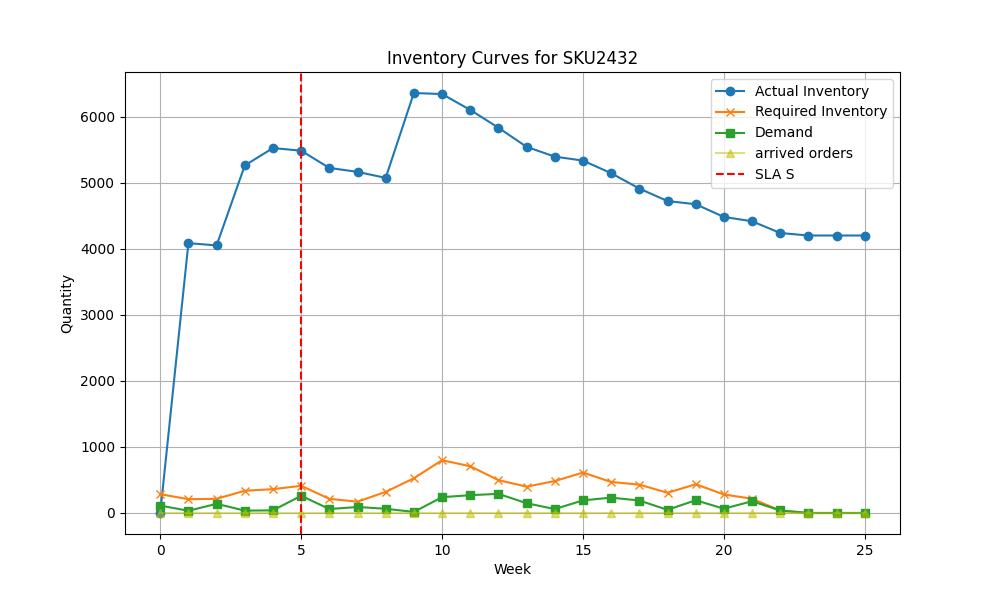 Inventory Curves for SKU2432
Actual Inventory
Required Inventory
Demand
arrived orders
SLA S
Quantity
6000
5000
4000
3000
2000
1000
0
0 5 10 15 20 25
Week